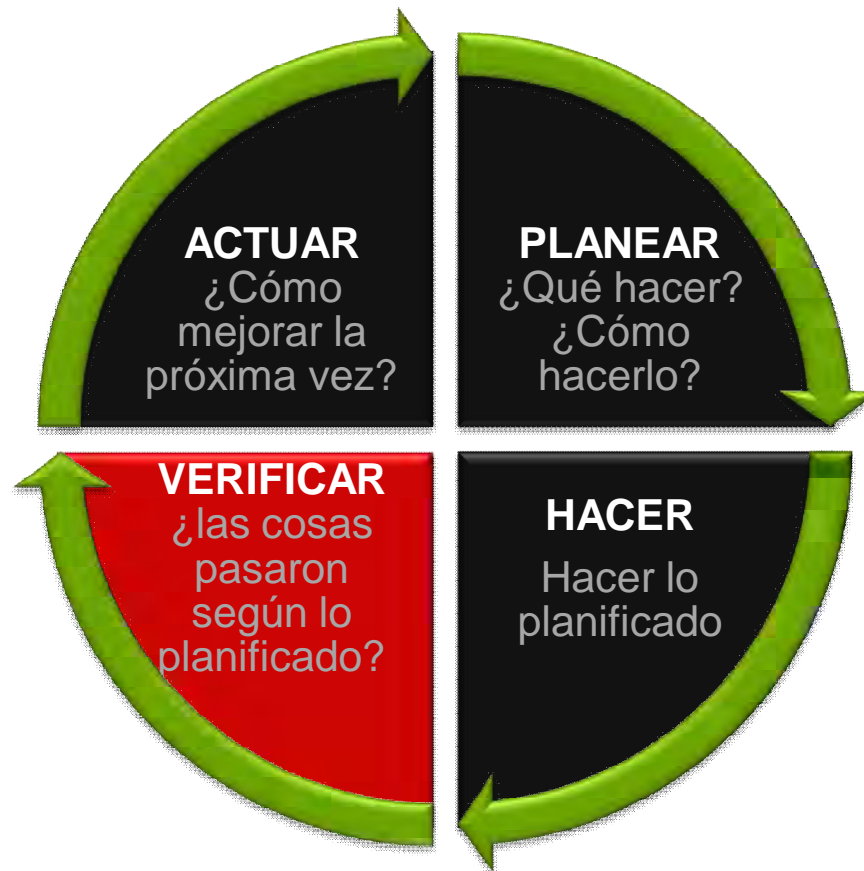 ACTUAR
¿Cómo
mejorar la
próxima vez?
PLANEAR
¿Qué hacer?
¿Cómo
hacerlo?
VERIFICAR
¿las cosas
pasaron
según lo
planificado?
HACER
Hacer lo
planificado